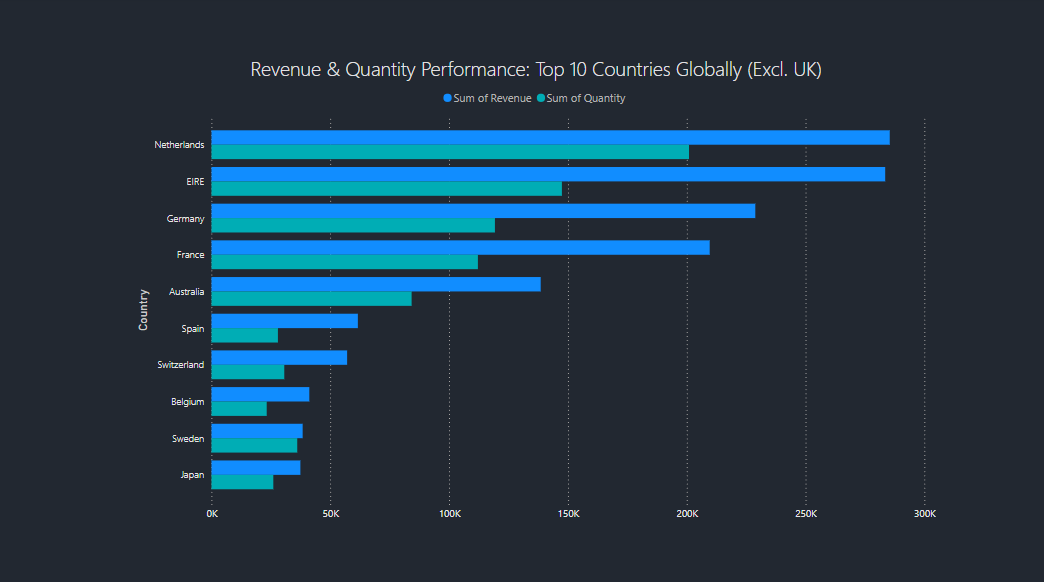 Revenue & Quantity Performance: Top 10 Countries Globally (Excl. UK)
Sum of Revenue Sum of Quantity
Country
Netherlands
EIRE
Germany
France
Australia
Spain
Switzerland
Belgium
Sweden
Japan
0K 50K 100K 150K 200K 250K 300K